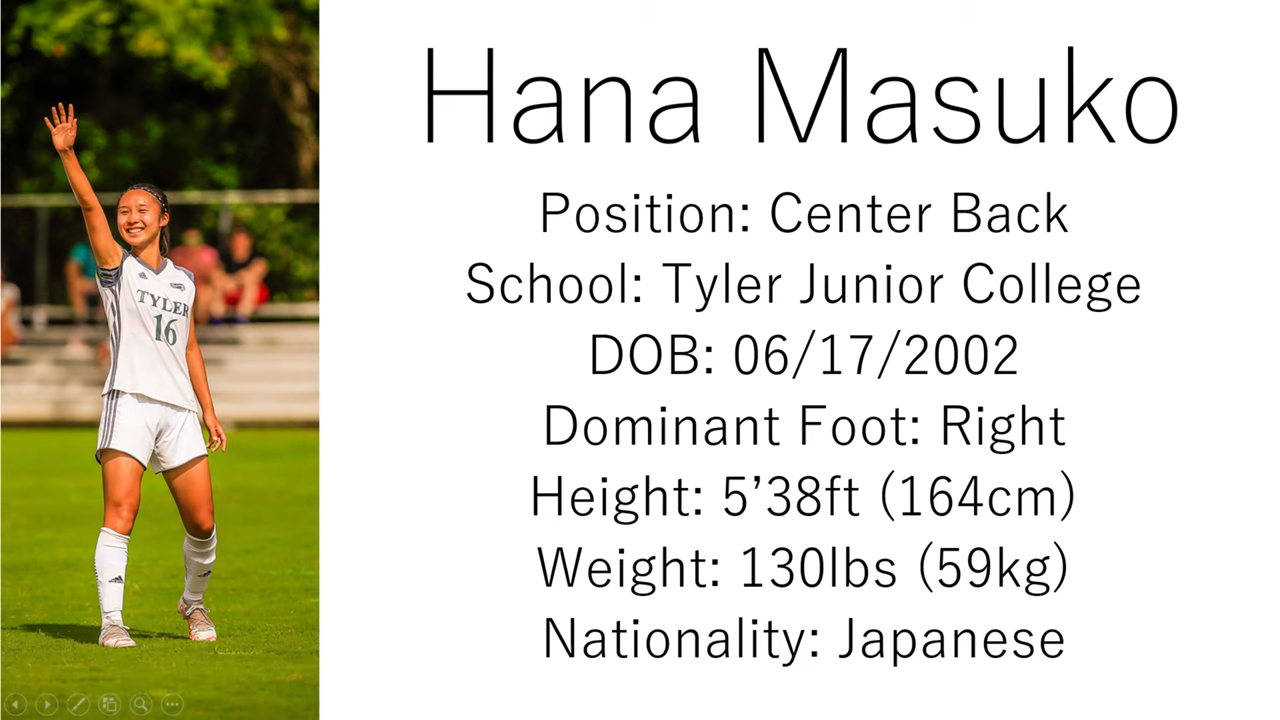 Hana Masuko
Position: Center Back
School: Tyler Junior College
DOB: 06/17/2002
Dominant Foot: Right
Height: 5’38ft (164cm)
Weight: 130lbs (59kg)
Nationality: Japanese
TYLER
16